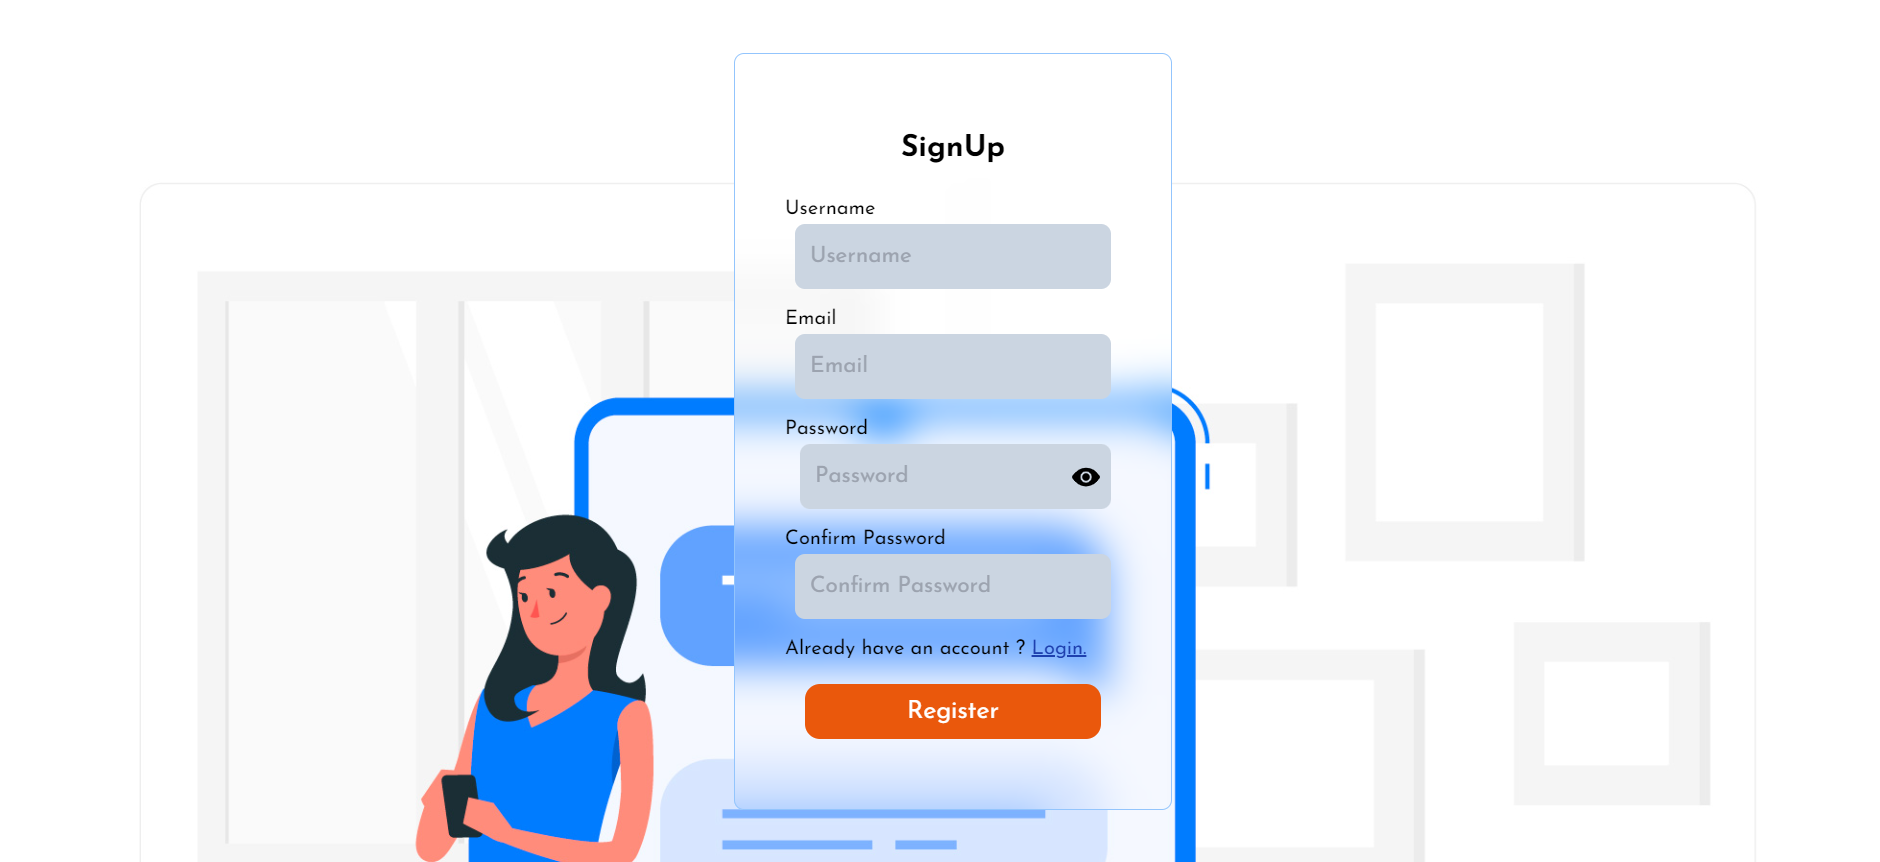 SignUp
Username
Username
Email
Email
Password
Password
Confirm Password
Confirm Password
Already have an account ? Login.
Register